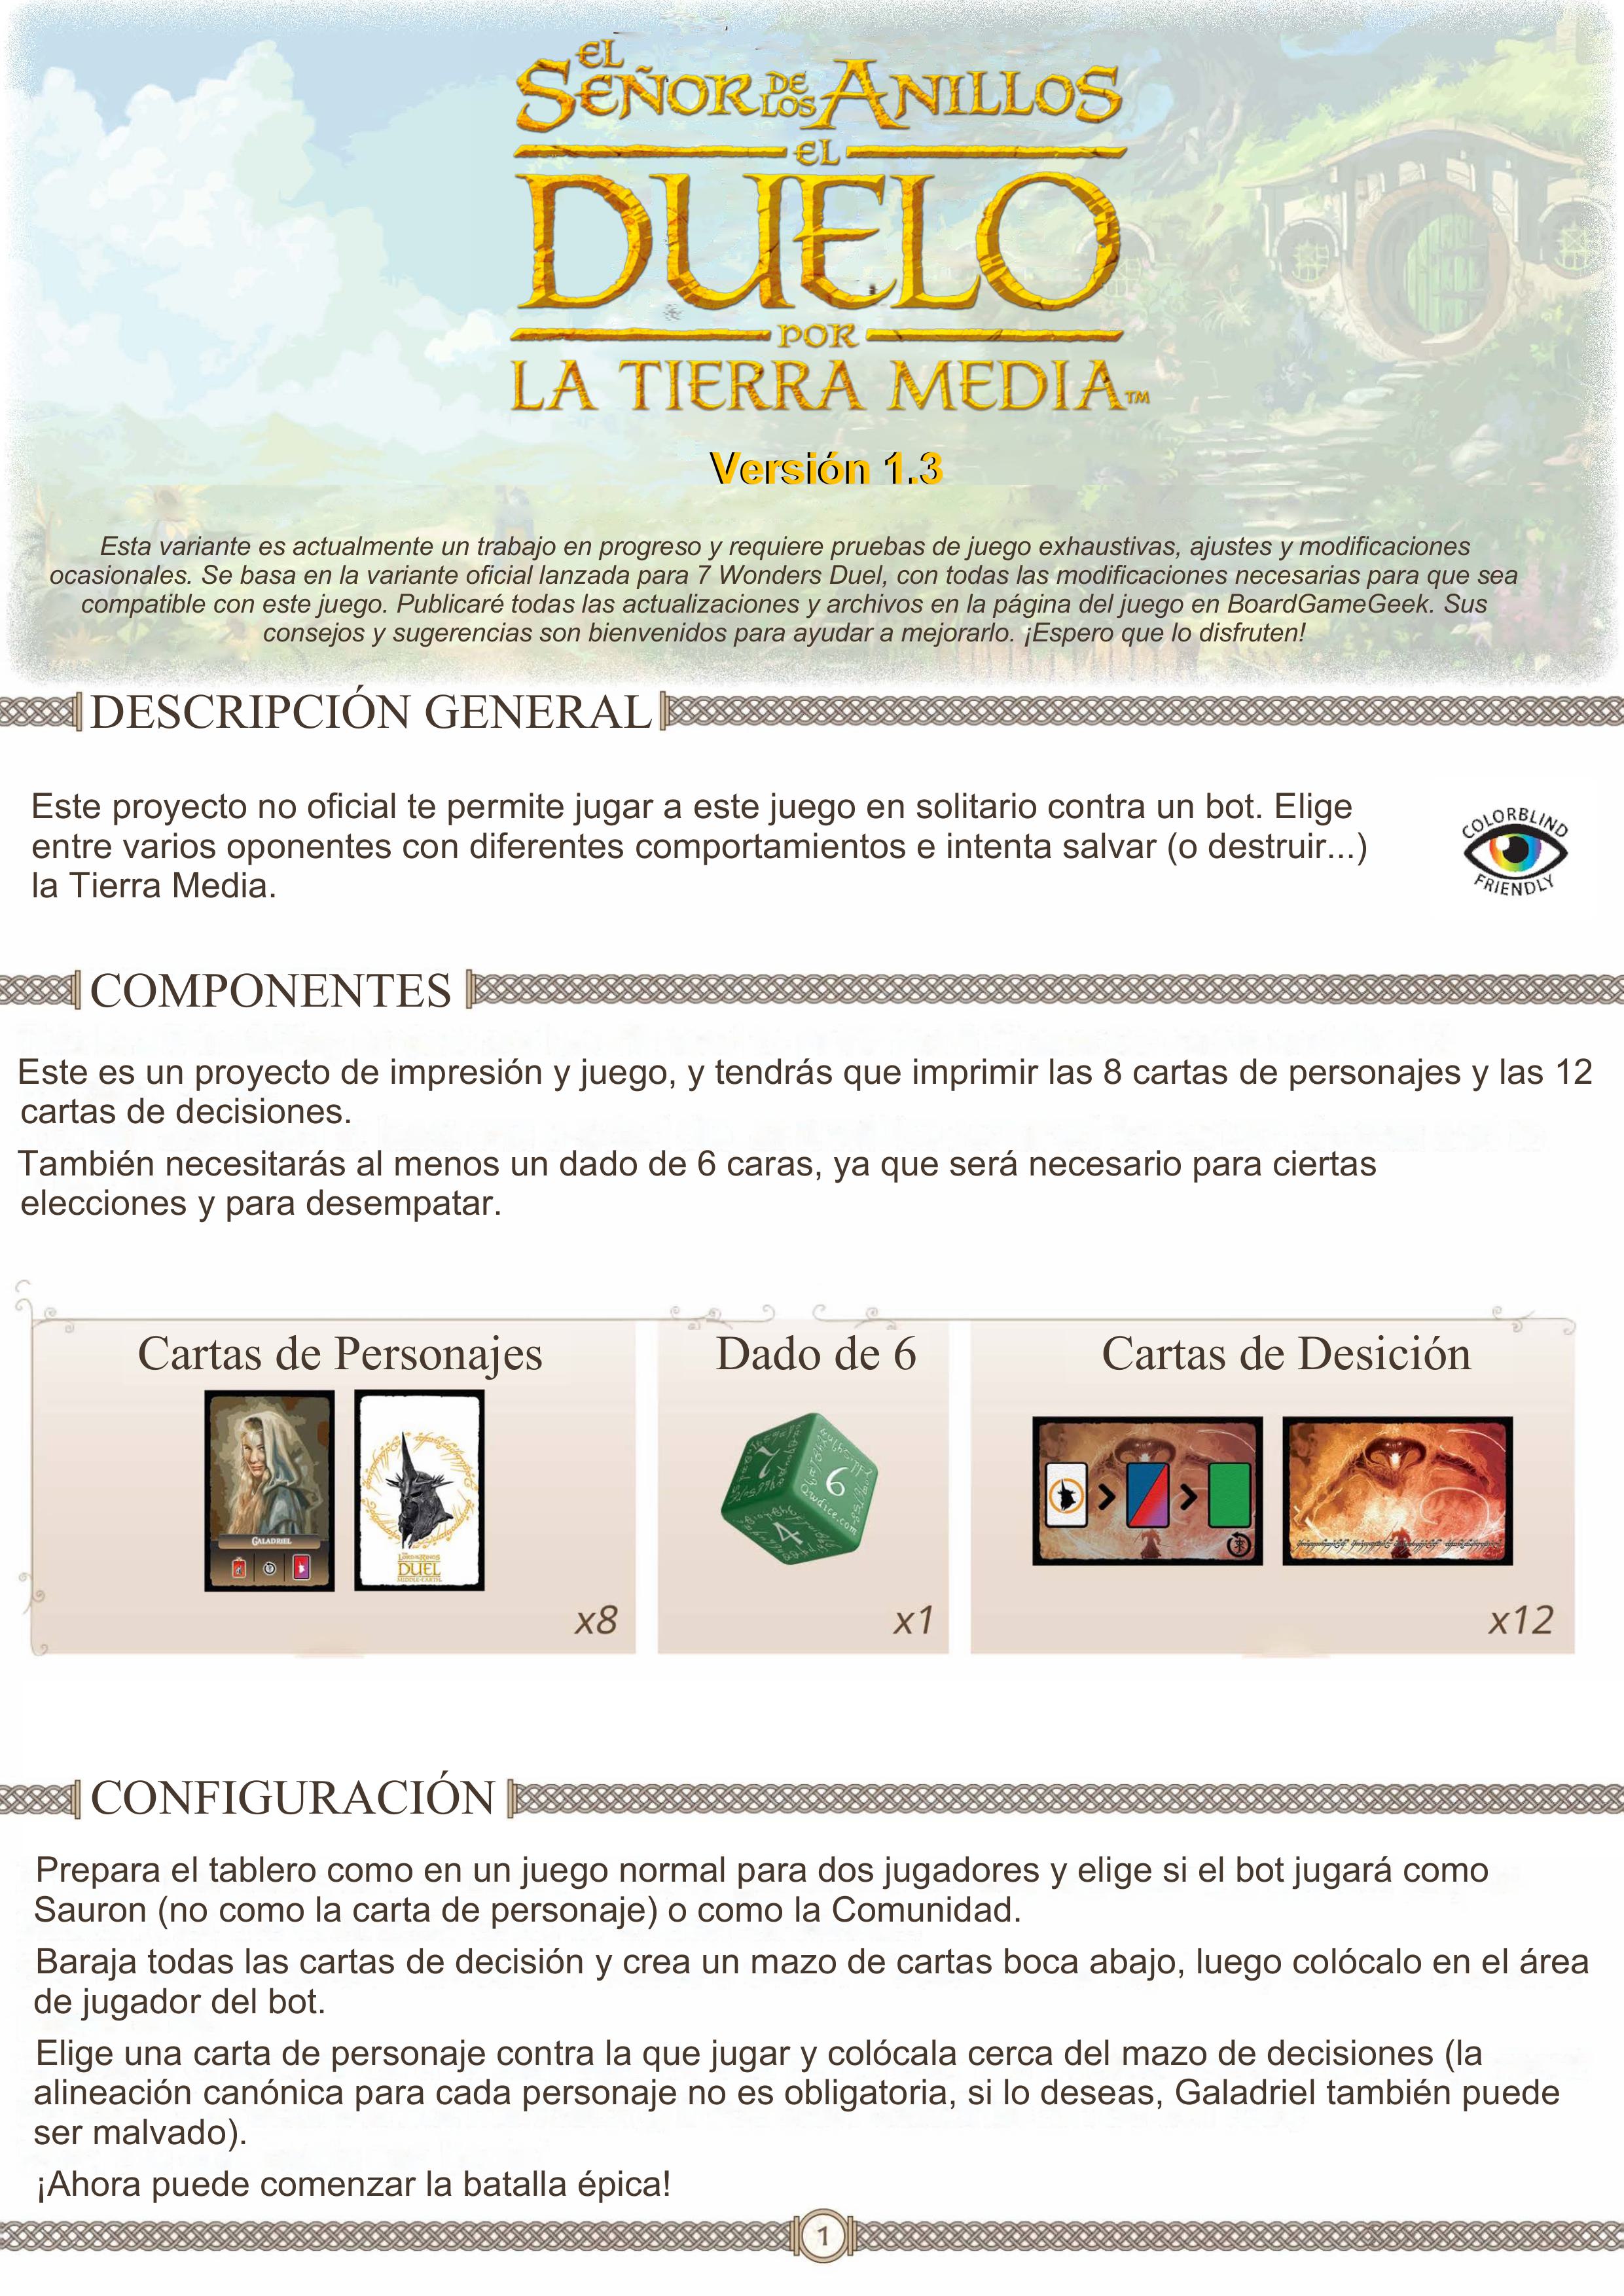 EL
SEÑOR DE LOS ANILLOS
EL
DUELO
POR
LA TIERRA MEDIA™
Versión 1.3
Esta variante es actualmente un trabajo en progreso y requiere pruebas de juego exhaustivas, ajustes y modificaciones
ocasionales. Se basa en la variante oficial lanzada para 7 Wonders Duel, con todas las modificaciones necesarias para que sea
compatible con este juego. Publicaré todas las actualizaciones y archivos en la página del juego en BoardGameGeek. Sus
consejos y sugerencias son bienvenidos para ayudar a mejorarlo. ¡Espero que lo disfruten!
DESCRIPCIÓN GENERAL
Este proyecto no oficial te permite jugar a este juego en solitario contra un bot. Elige
entre varios oponentes con diferentes comportamientos e intenta salvar (o destruir...)
la Tierra Media.
COLORBLIND
FRIENDLY
COMPONENTES
Este es un proyecto de impresión y juego, y tendrás que imprimir las 8 cartas de personajes y las 12
cartas de decisiones.
También necesitarás al menos un dado de 6 caras, ya que será necesario para ciertas
elecciones y para desempatar.
Cartas de Personajes
GALADRIEL
DUEL
x8
Dado de 6
6
4
Qwdice.com
x1
Cartas de Desición
x12
CONFIGURACIÓN
Prepara el tablero como en un juego normal para dos jugadores y elige si el bot jugará como
Sauron (no como la carta de personaje) o como la Comunidad.
Baraja todas las cartas de decisión y crea un mazo de cartas boca abajo, luego colócalo en el área
de jugador del bot.
Elige una carta de personaje contra la que jugar y colócala cerca del mazo de decisiones (la
alineación canónica para cada personaje no es obligatoria, si lo deseas, Galadriel también puede
ser malvado).
¡Ahora puede comenzar la batalla épica!
1